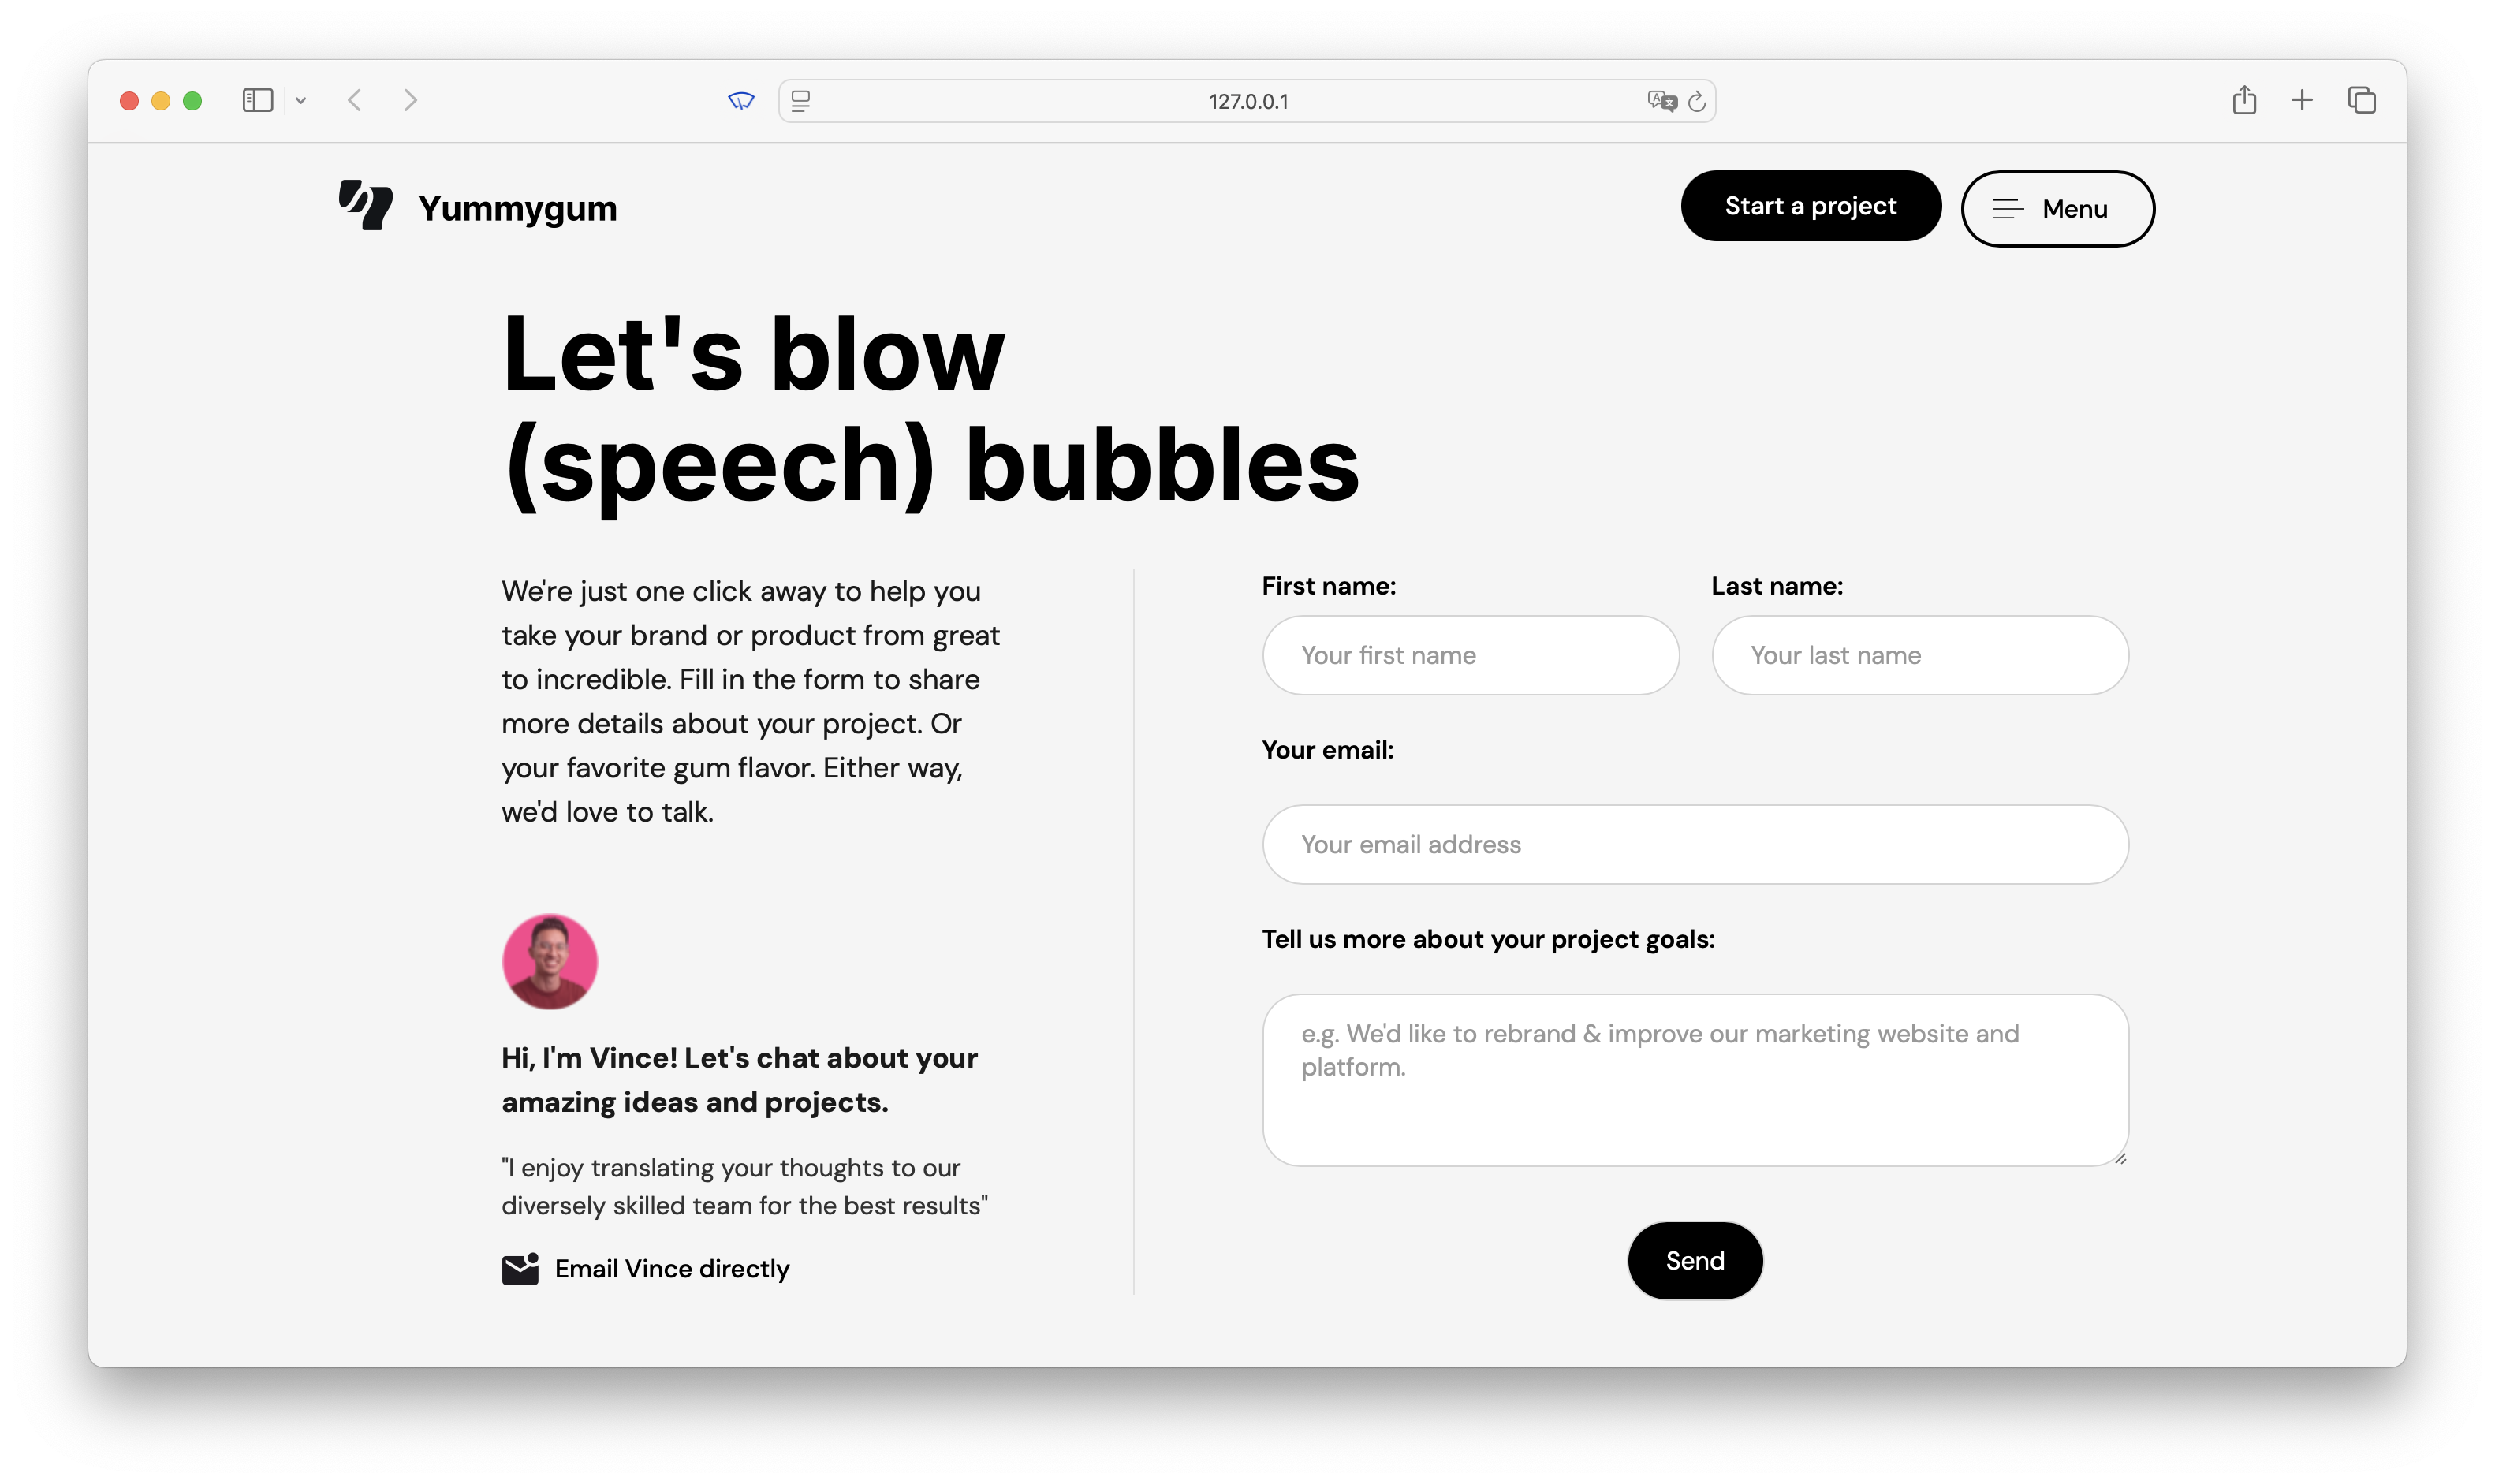 127.0.0.1
Yummygum
Start a project
Menu
Let's blow
(speech) bubbles
We're just one click away to help you
take your brand or product from great
to incredible. Fill in the form to share
more details about your project. Or
your favorite gum flavor. Either way,
we'd love to talk.
Hi, I'm Vince! Let's chat about your
amazing ideas and projects.
"I enjoy translating your thoughts to our
diversely skilled team for the best results"
Email Vince directly
First name:
Your first name
Last name:
Your last name
Your email:
Your email address
Tell us more about your project goals:
e.g. We'd like to rebrand & improve our marketing website and
platform.
Send